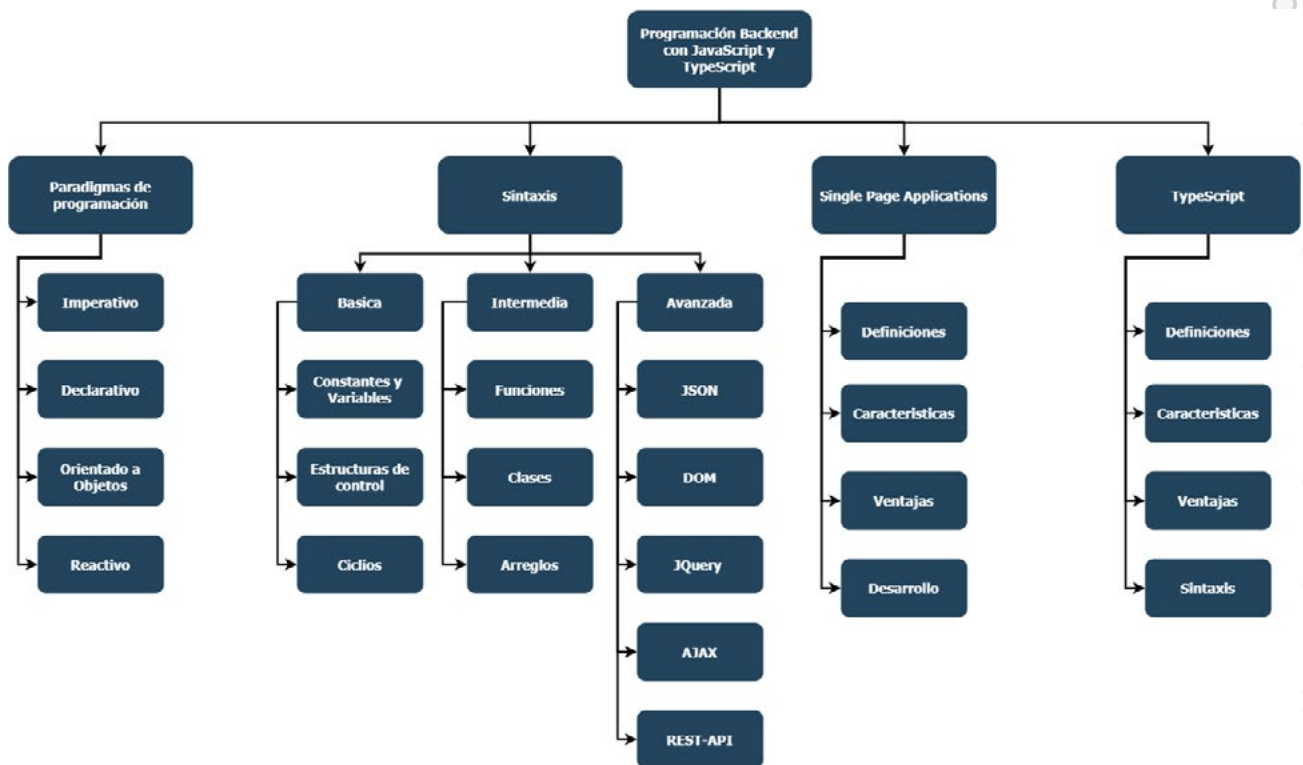 Programación Backend
con JavaScript y
TypeScript
Paradigmas de
programación
Sintaxis
Single Page Applications
TypeScript
Imperativo
Declarativo
Orientado a
Objetos
Reactivo
Basica
Constantes y
Variables
Estructuras de
control
Ciclios
Intermedia
Funciones
Clases
Arreglos
Avanzada
JSON
DOM
JQuery
AJAX
REST-API
Definiciones
Caracteristicas
Ventajas
Desarrollo
Definiciones
Caracteristicas
Ventajas
Sintaxis